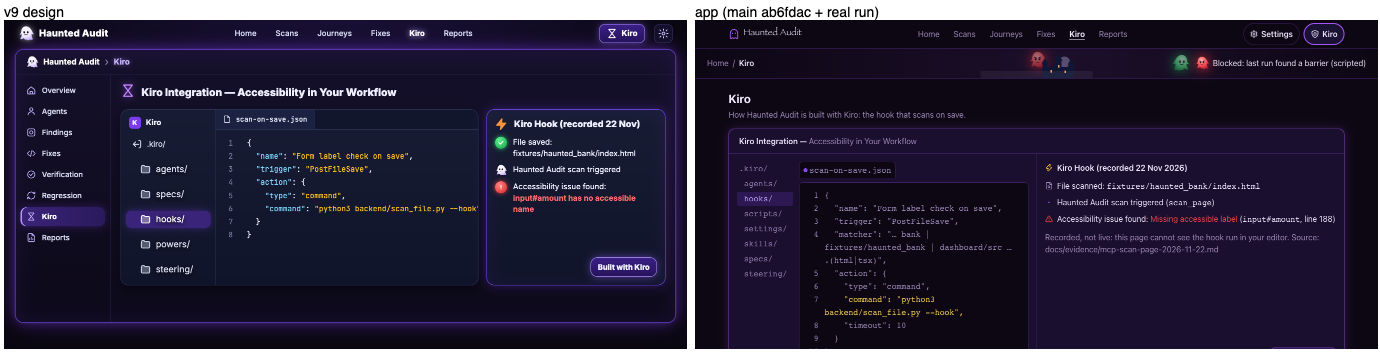 v9 design
Haunted Audit
Home
Scans
Journeys
Fixes
Kiro
Reports
Kiro
Haunted Audit > Kiro
Overview
Agents
Findings
Fixes
Verification
Regression
Kiro
Reports
Kiro Integration — Accessibility in Your Workflow
K Kiro
.kiro/
agents/
specs/
hooks/
powers/
steering/
scan-on-save.json
1 {
2 "name": "Form label check on save",
3 "trigger": "PostFileSave",
4 "action": {
5 "type": "command",
6 "command": "python3 backend/scan_file.py --hook"
7 }
8 }
Kiro Hook (recorded 22 Nov)
File saved:
fixtures/haunted_bank/index.html
Haunted Audit scan triggered
Accessibility issue found:
input#amount has no accessible
name
Built with Kiro
app (main ab6fdac + real run)
Haunted Audit
Home
Scans
Journeys
Fixes
Kiro
Reports
Settings
Kiro
Home / Kiro
Blocked: last run found a barrier (scripted)
Kiro
How Haunted Audit is built with Kiro: the hook that scans on save.
Kiro Integration — Accessibility in Your Workflow
.kiro/
agents/
hooks/
scripts/
settings/
skills/
specs/
steering/
scan-on-save.json
1 {
2 "name": "Form label check on save",
3 "trigger": "PostFileSave",
4 "matcher": "… bank |
fixtures/haunted_bank | dashboard/src …
.(html|tsx)",
5 "action": {
6 "type": "command",
7 "command": "python3
backend/scan_file.py --hook",
8 "timeout": 10
9 }
Kiro Hook (recorded 22 Nov 2026)
File scanned: fixtures/haunted_bank/index.html
Haunted Audit scan triggered (scan_page)
Accessibility issue found: Missing accessible label (input#amount, line 188)
Recorded, not live: this page cannot see the hook run in your editor. Source:
docs/evidence/mcp-scan-page-2026-11-22.md